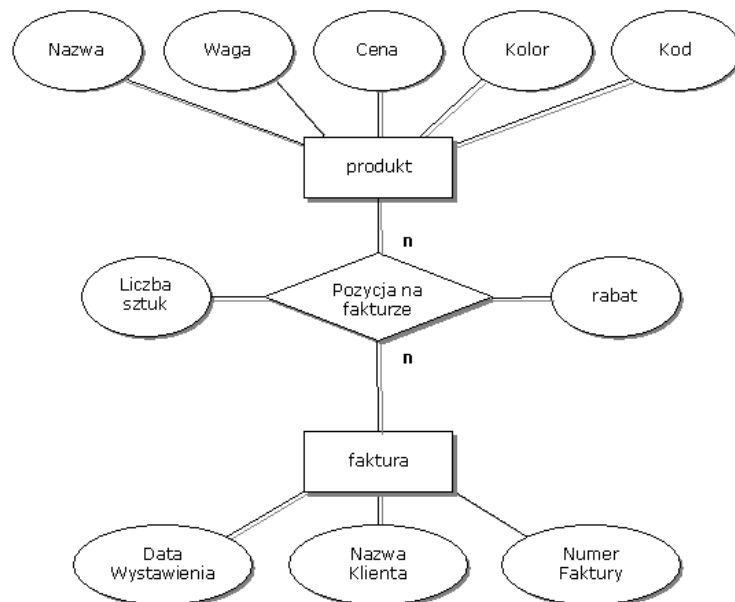 Nazwa
Waga
Cena
Kolor
Kod
produkt
n
Liczba
sztuk
Pozycja na
fakturze
rabat
n
faktura
Data
Wystawienia
Nazwa
Klienta
Numer
Faktury